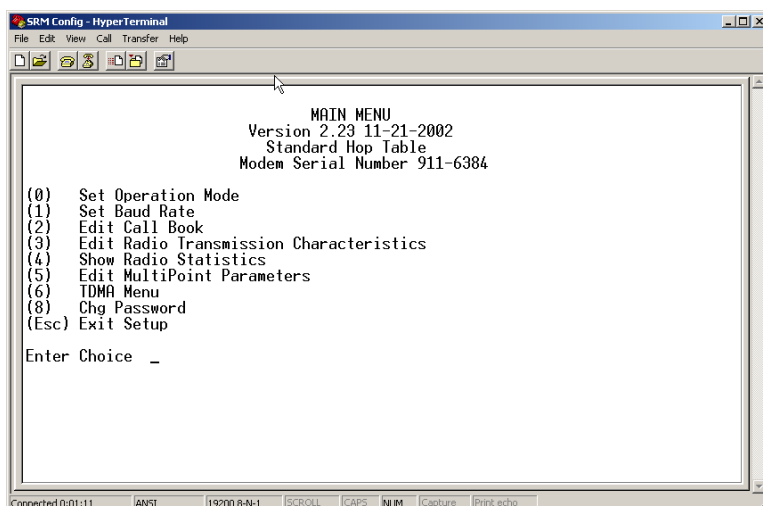 SRM Config - HyperTerminal
File Edit View Call Transfer Help
MAIN MENU
Version 2.23 11-21-2002
Standard Hop Table
Modem Serial Number 911-6384
(0) Set Operation Mode
(1) Set Baud Rate
(2) Edit Call Book
(3) Edit Radio Transmission Characteristics
(4) Show Radio Statistics
(5) Edit MultiPoint Parameters
(6) TDMA Menu
(8) Chg Password
(Esc) Exit Setup
Enter Choice _
Connected 0:01:11 ANSI 19200 8-N-1 SCROLL CAPS NUM Capture Print echo